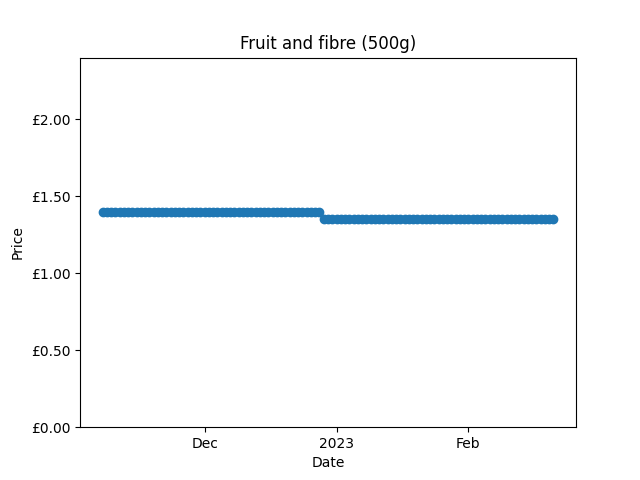 Fruit and fibre (500g)
£2.00
£1.50
£1.00
£0.50
£0.00
Price
Dec
2023
Feb
Date